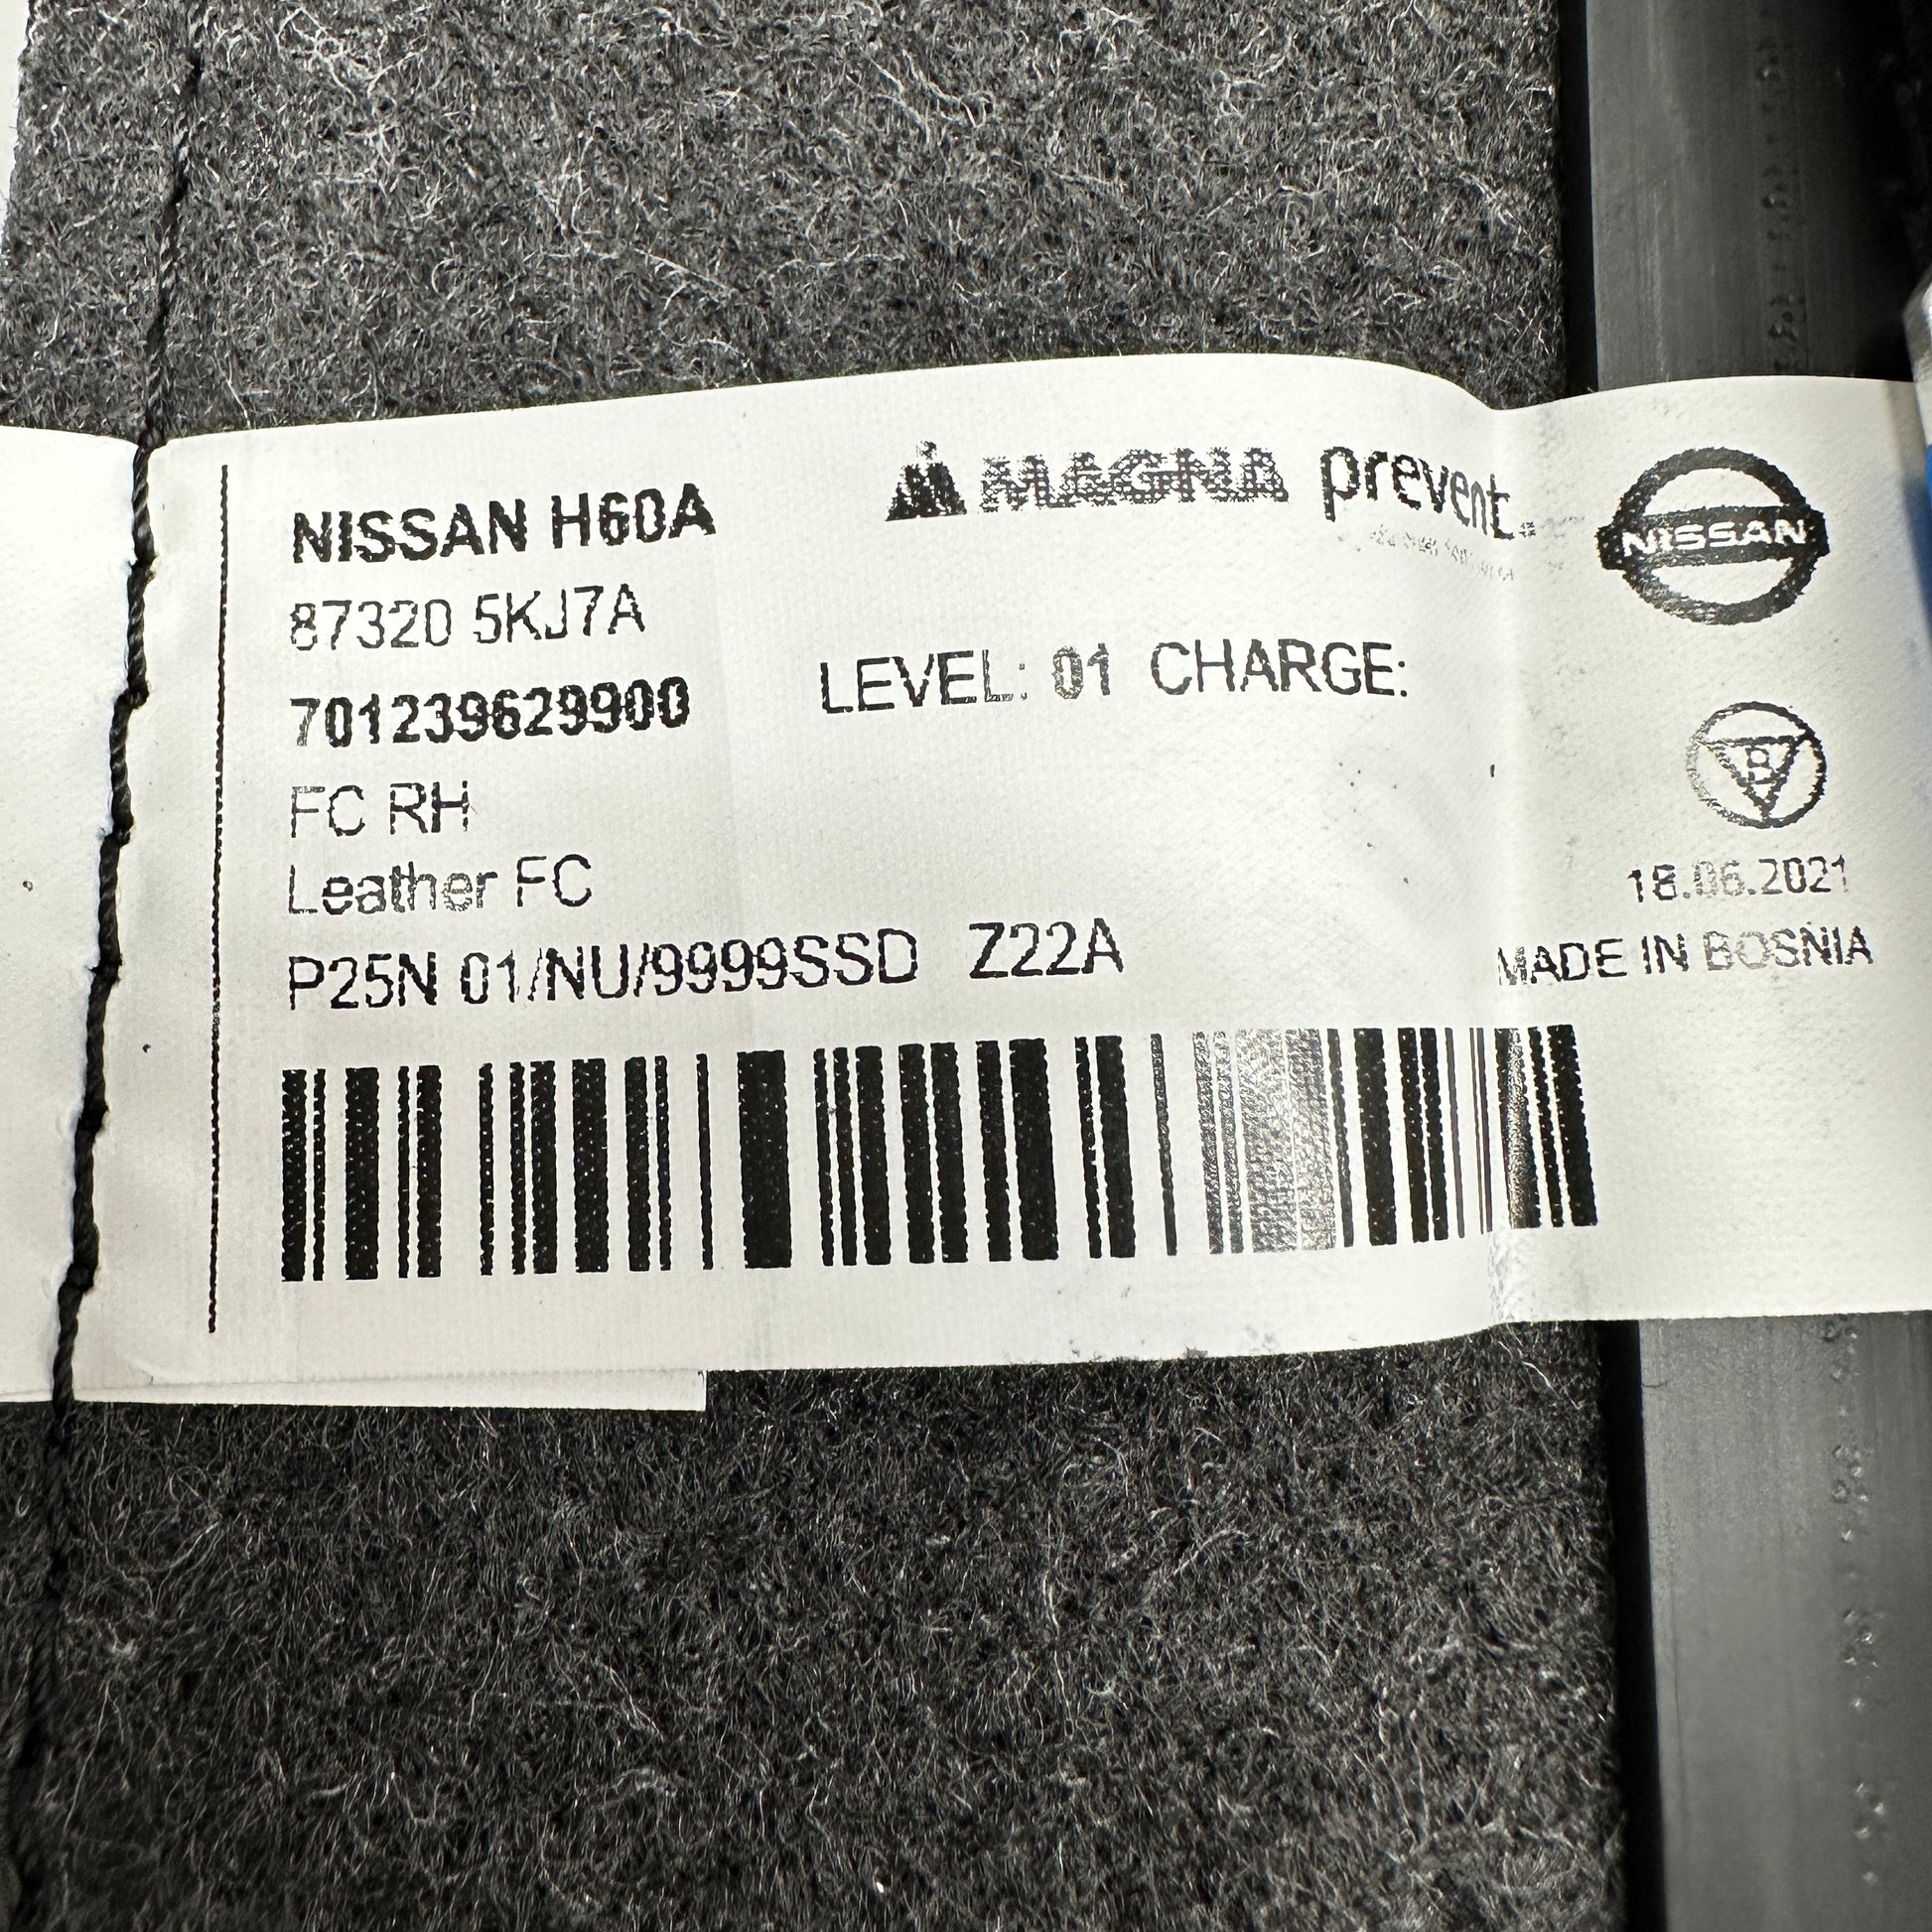 NISSAN H60A
87320 5KJ7A
701239629900
FC RH
Leather FC
P25N 01/NU/9999SSD Z22A
MAGNA prevent.
LEVEL: 01 CHARGE:
NISSAN
B
18.06.2021
MADE IN BOSNIA